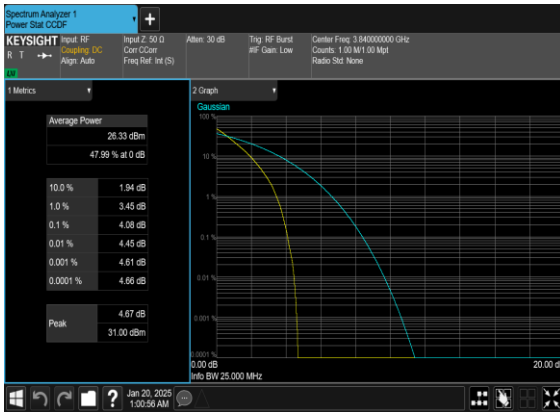 Spectrum Analyzer 1
Power Stat CCDF
KEYSIGHT
R T
LXI
Input: RF
Coupling: DC
Align: Auto
Input Z: 50 Ω
Corr CCorr
Freq Ref: Int (S)
Atten: 30 dB
Trig: RF Burst
#IF Gain: Low
Center Freq: 3.840000000 GHz
Counts: 1.00 M/1.00 Mpt
Radio Std: None
1 Metrics
Average Power
26.33 dBm
47.99 % at 0 dB
10.0 % 1.94 dB
1.0 % 3.45 dB
0.1 % 4.08 dB
0.01 % 4.45 dB
0.001 % 4.61 dB
0.0001 % 4.66 dB
Peak
4.67 dB
31.00 dBm
2 Graph
Gaussian
100 %
10 %
1 %
0.1 %
0.01 %
0.001 %
0.0001 %
0.00 dB
20.00 d
Info BW 25.000 MHz
Jan 20, 2025
1:00:56 AM